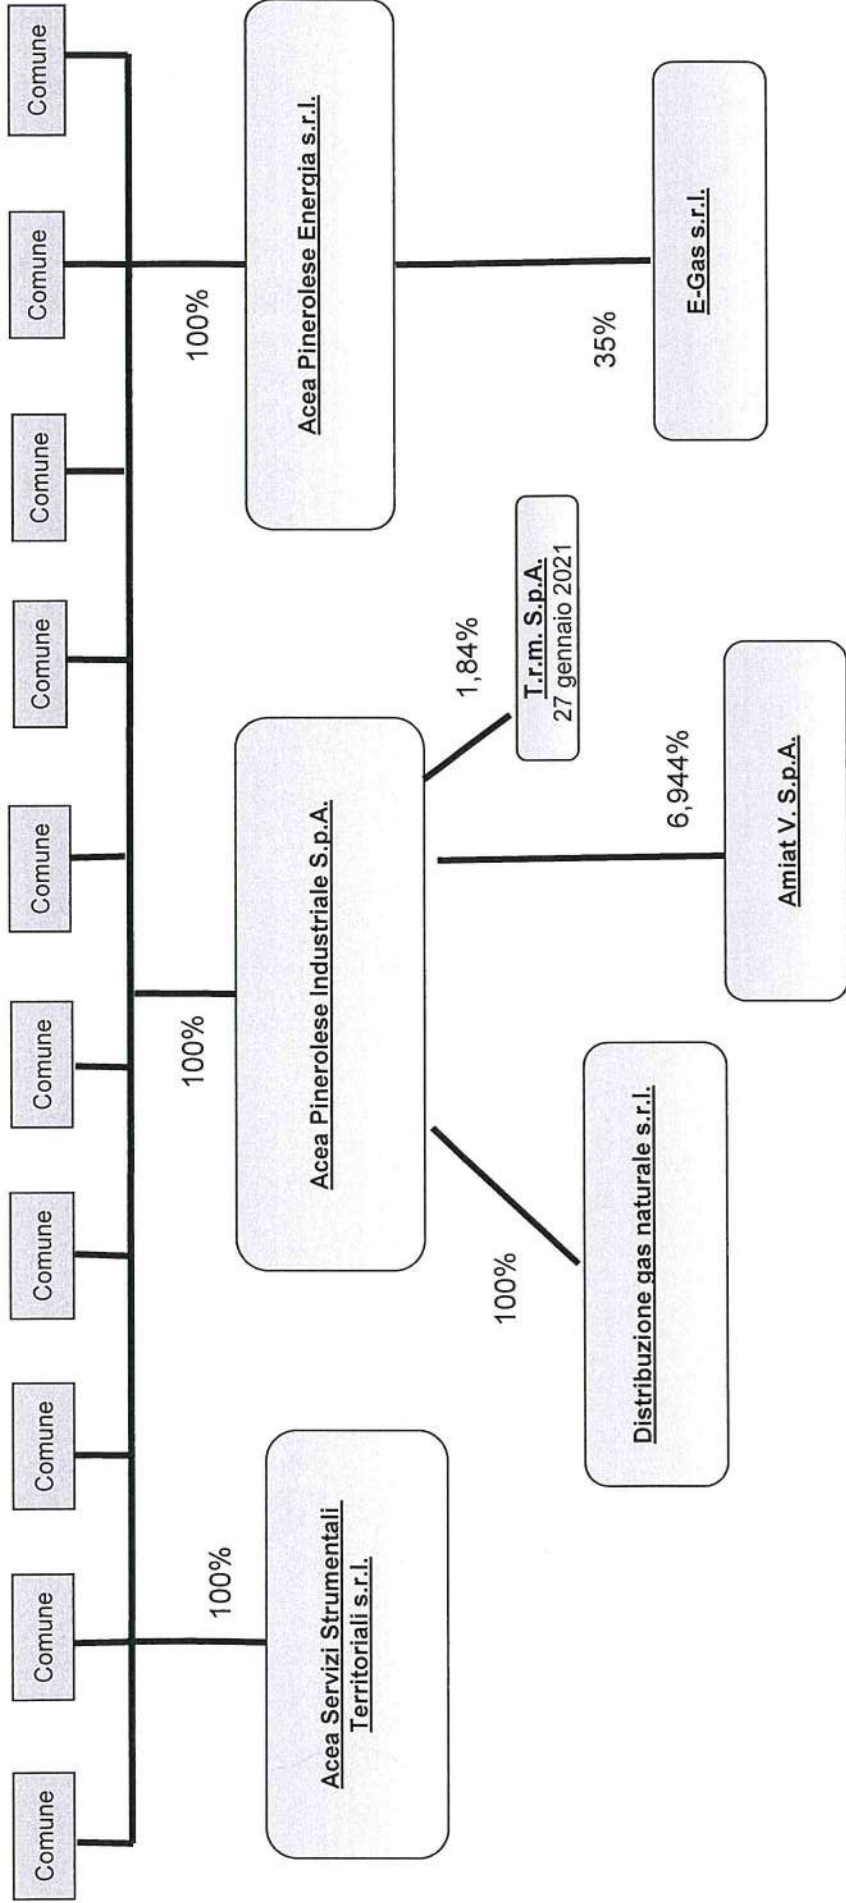 Comune
Comune
Comune
Comune
Comune
Comune
Comune
Comune
Comune
Comune
100%
100%
100%
Acea Servizi Strumentali
Territoriali s.r.l.
Acea Pinerolese Industriale S.p.A.
Acea Pinerolese Energia s.r.l.
100%
1,84%
35%
T.r.m. S.p.A.
27 gennaio 2021
6,944%
Distribuzione gas naturale s.r.l.
Amiat V. S.p.A.
E-Gas s.r.l.